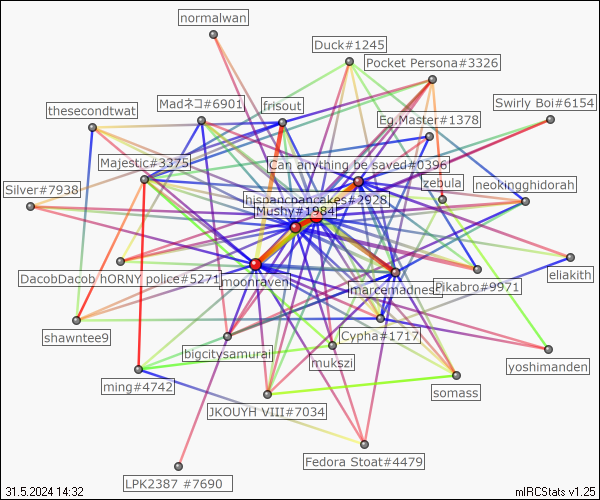 normalwan
Duck#1245
Pocket Persona#3326
Madネコ#6901
frisout
Swirly Boi#6154
thesecondtwat
Eg.Master#1378
Majestic#3375
Can anything be saved#0396
Silver#7938
zebula
neokingghidorah
hjsoapcpancakes#2928
Mushy#1984
eliakith
DacobDacob hORNY police#5271
moonraven
marcemadness
Pikabro#9971
shawntee9
Cypha#1717
bigcitysamurai
mukszi
yoshimanden
ming#4742
somass
JKOUYH VIII#7034
Fedora Stoat#4479
LPK2387 #7690
31.5.2024 14:32
mIRCStats v1.25